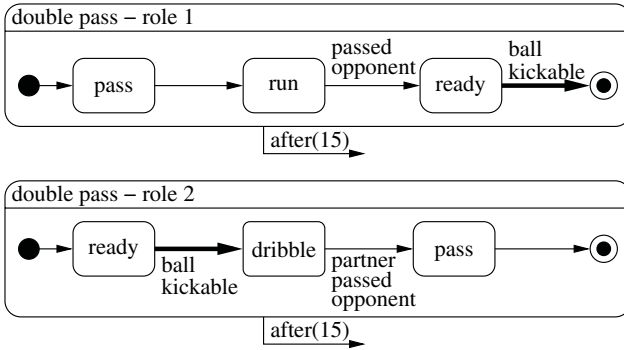 double pass – role 1
passed
opponent
ball
kickable
pass
run
ready
after(15)
double pass – role 2
ready
dribble
pass
ball
kickable
partner
passed
opponent
after(15)